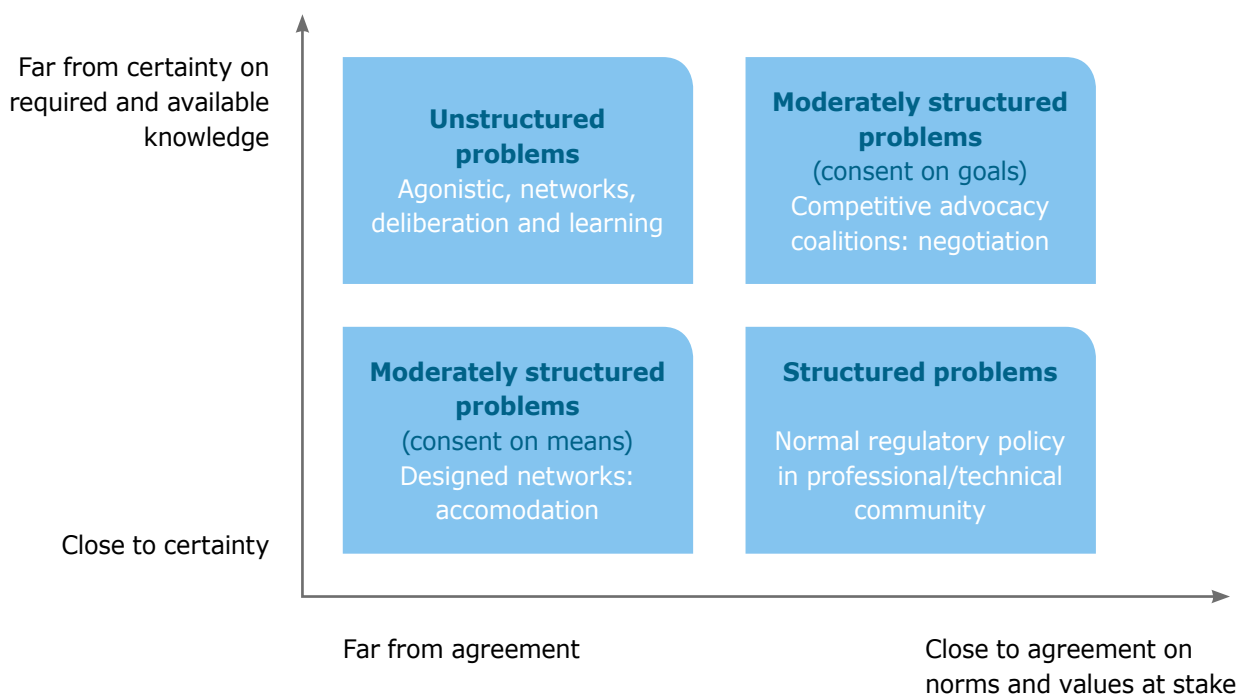 Far from certainty on
required and available
knowledge
Unstructured
problems
Agonistic, networks,
deliberation and learning
Moderately structured
problems
(consent on goals)
Competitive advocacy
coalitions: negotiation
Moderately structured
problems
(consent on means)
Designed networks:
accomodation
Structured problems
Normal regulatory policy
in professional/technical
community
Close to certainty
Far from agreement
Close to agreement on
norms and values at stake